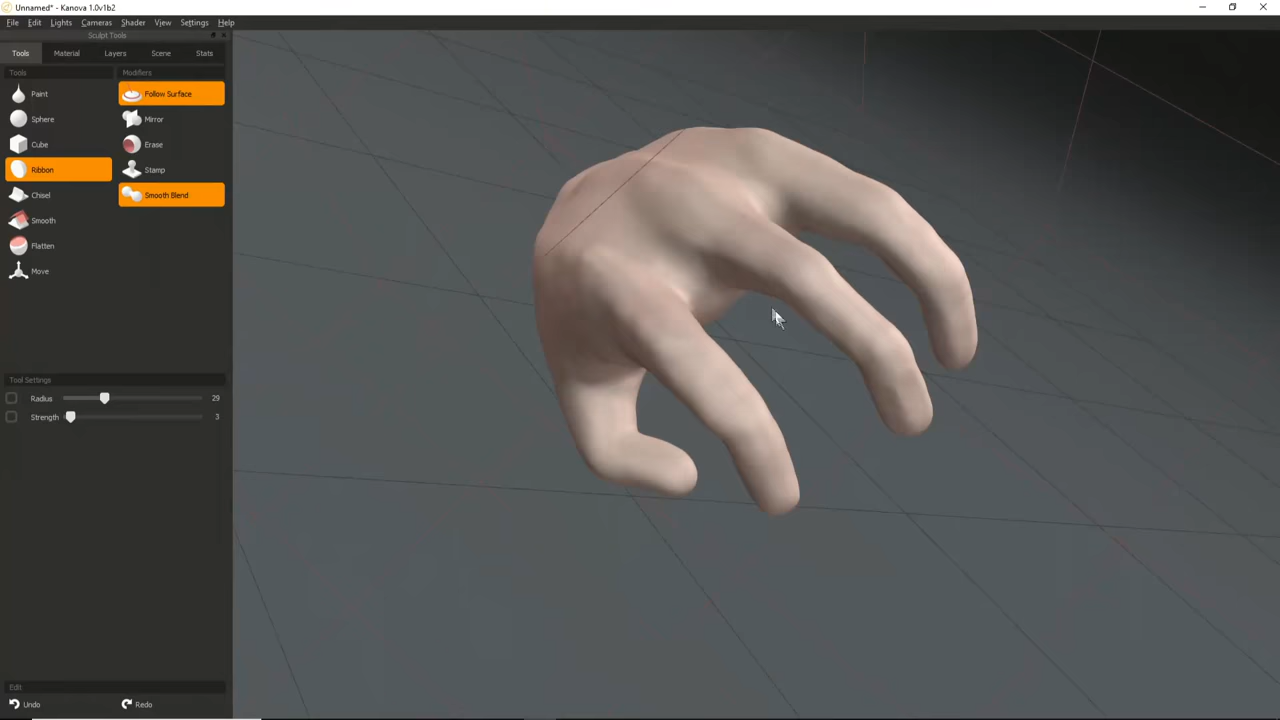 Unnamed* - Kanova 1.0v1b2
File Edit Lights Cameras Shader View Settings Help
Sculpt Tools
Tools Material Layers Scene Stats
Tools Modifiers
Paint Follow Surface
Sphere Mirror
Cube Erase
Ribbon Stamp
Chisel Smooth Blend
Smooth
Flatten
Move
Tool Settings
Radius 29
Strength 3
Edit
Undo Redo